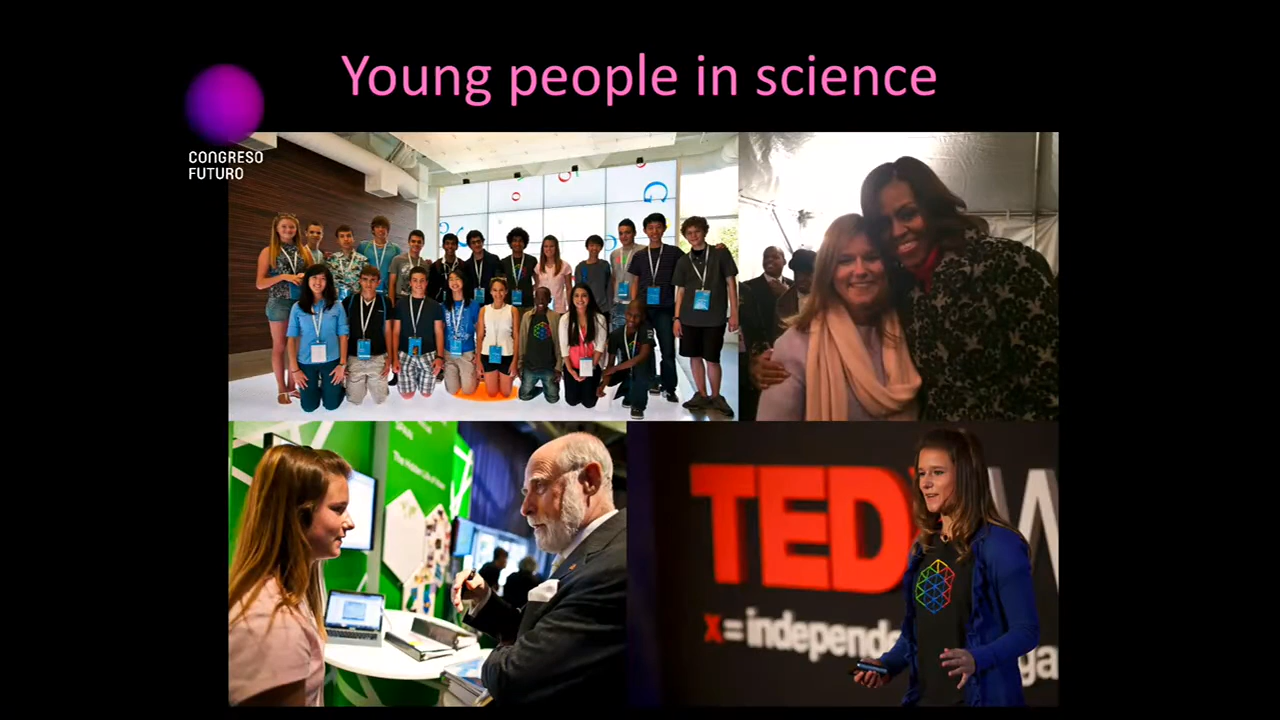 Young people in science
CONGRESO
FUTURO
TED
x=independe